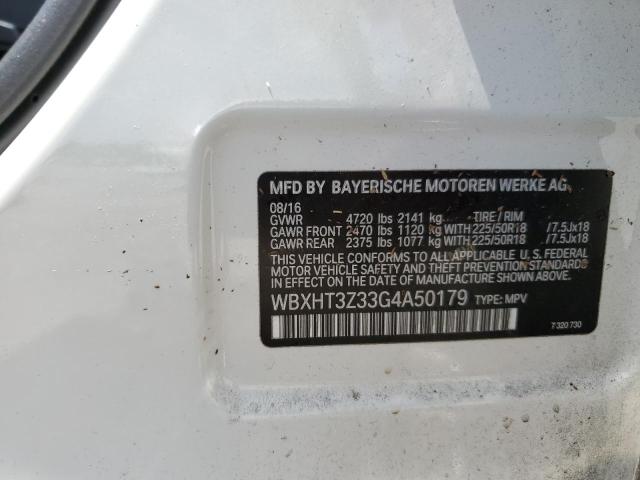 MFD BY BAYERISCHE MOTOREN WERKE AG
08/16
GVWR 4720 lbs 2141 kg TIRE / RIM
GAWR FRONT 2470 lbs 1120 kg WITH 225/50R18 /7.5Jx18
GAWR REAR 2375 lbs 1077 kg WITH 225/50R18 /7.5Jx18
THIS VEHICLE CONFORMS TO ALL APPLICABLE U. S. FEDERAL
MOTOR VEHICLE SAFETY AND THEFT PREVENTION STANDARDS
IN EFFECT ON THE DATE OF MANUFACTURE SHOWN ABOVE.
WBXHT3Z33G4A50179 TYPE: MPV
7 320 730